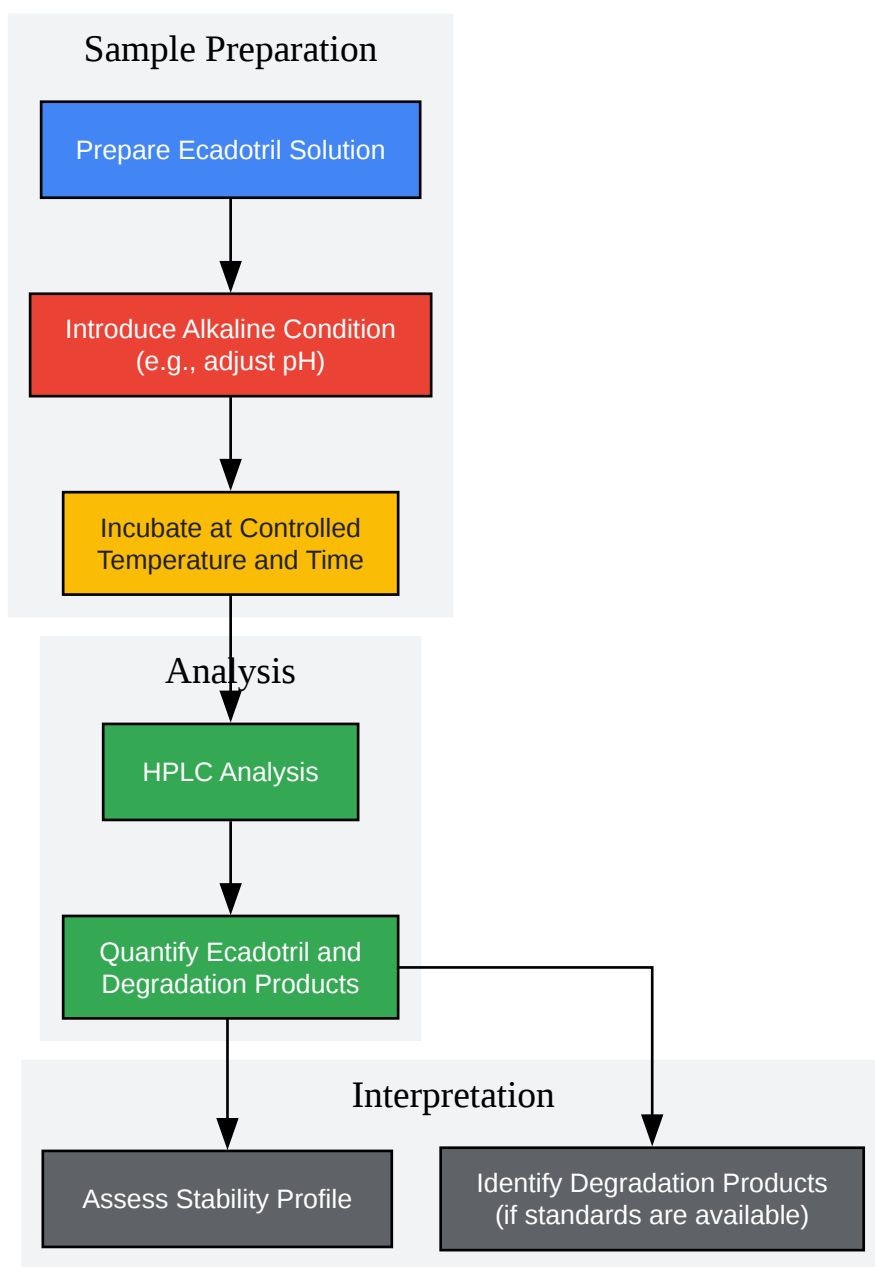 Sample Preparation
Prepare Ecadotril Solution
Introduce Alkaline Condition
(e.g., adjust pH)
Incubate at Controlled
Temperature and Time
Analysis
HPLC Analysis
Quantify Ecadotril and
Degradation Products
Interpretation
Assess Stability Profile
Identify Degradation Products
(if standards are available)